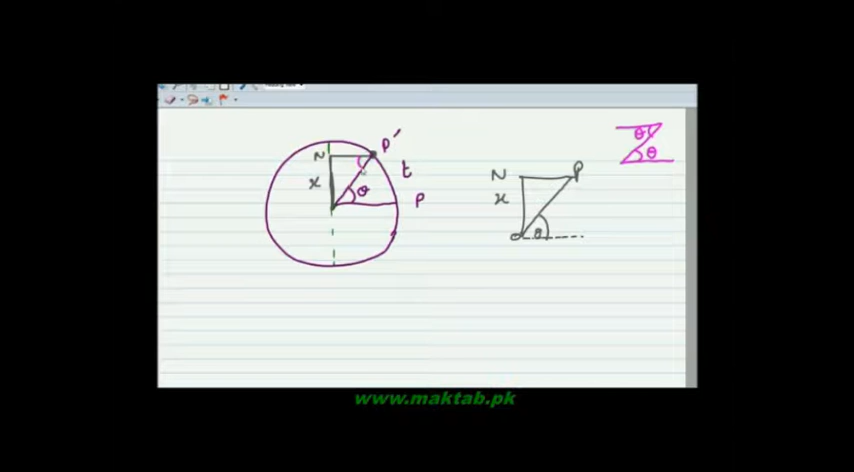 N P′
x θ t
P
N P
x
O θ
θ
θ
www.maktab.pk